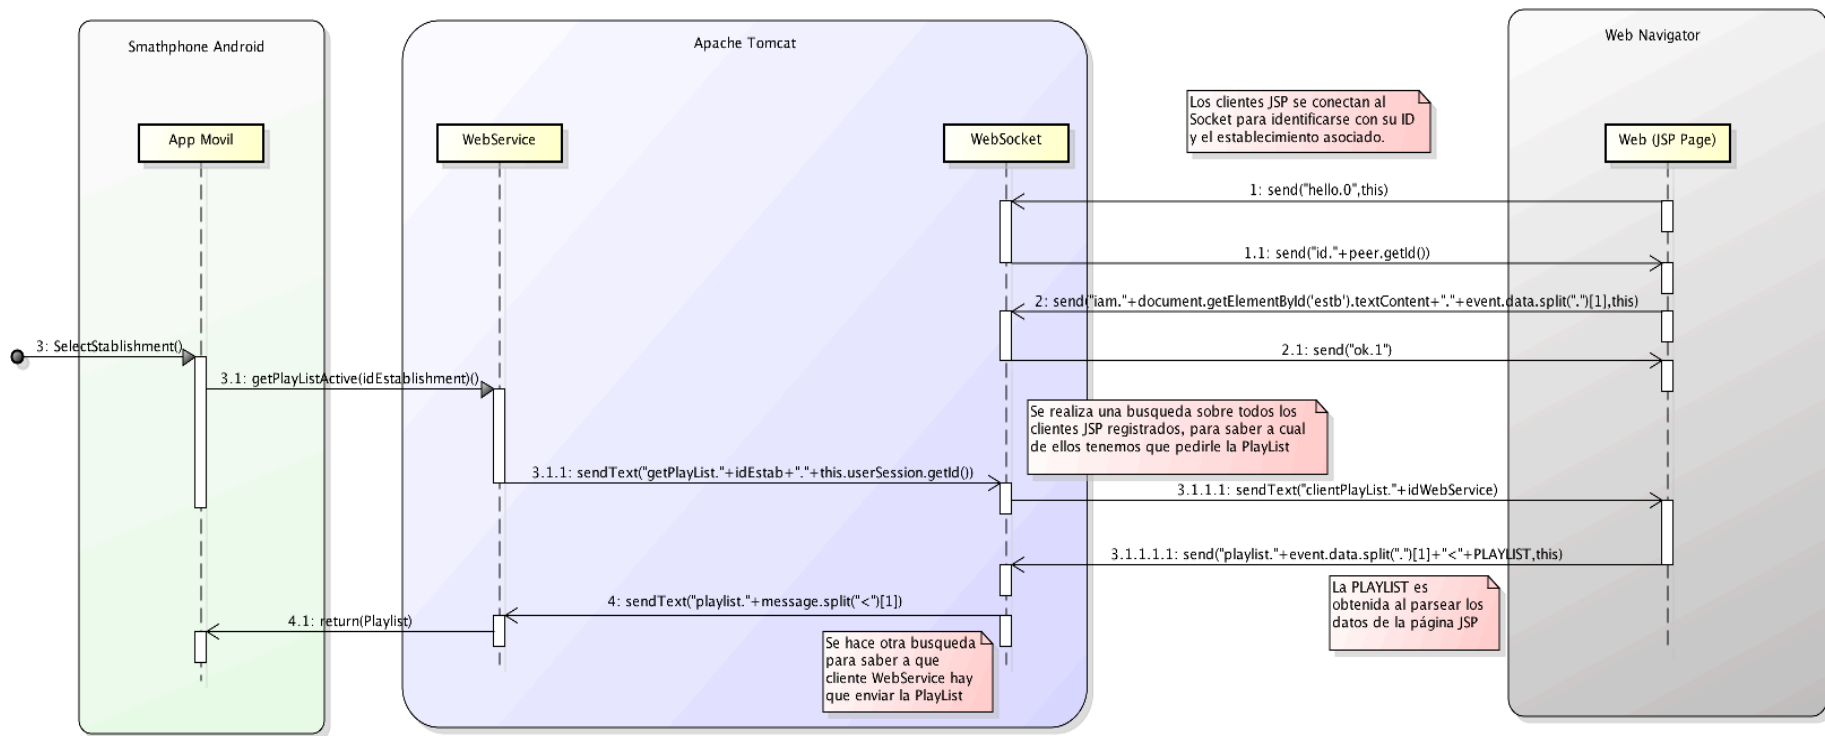 Smathphone Android
Apache Tomcat
Web Navigator
Los clientes JSP se conectan al
Socket para identificarse con su ID
y el establecimiento asociado.
App Movil
WebService
WebSocket
Web (JSP Page)
1: send("hello.0",this)
1.1: send("id."+peer.getId())
2: send("iam."+document.getElementById('estb').textContent+"."+event.data.split(".")[1],this)
3: SelectStablishment()
2.1: send("ok.1")
3.1: getPlayListActive(idEstablishment)()
Se realiza una busqueda sobre todos los
clientes JSP registrados, para saber a cual
de ellos tenemos que pedirle la PlayList
3.1.1: sendText("getPlayList."+idEstab+"."+this.userSession.getId())
3.1.1.1: sendText("clientPlayList."+idWebService)
3.1.1.1.1: send("playlist."+event.data.split(".")[1]+"<"+PLAYLIST,this)
La PLAYLIST es
obtenida al parsear los
datos de la página JSP
4: sendText("playlist."+message.split("<")[1])
4.1: return(Playlist)
Se hace otra busqueda
para saber a que
cliente WebService hay
que enviar la PlayList